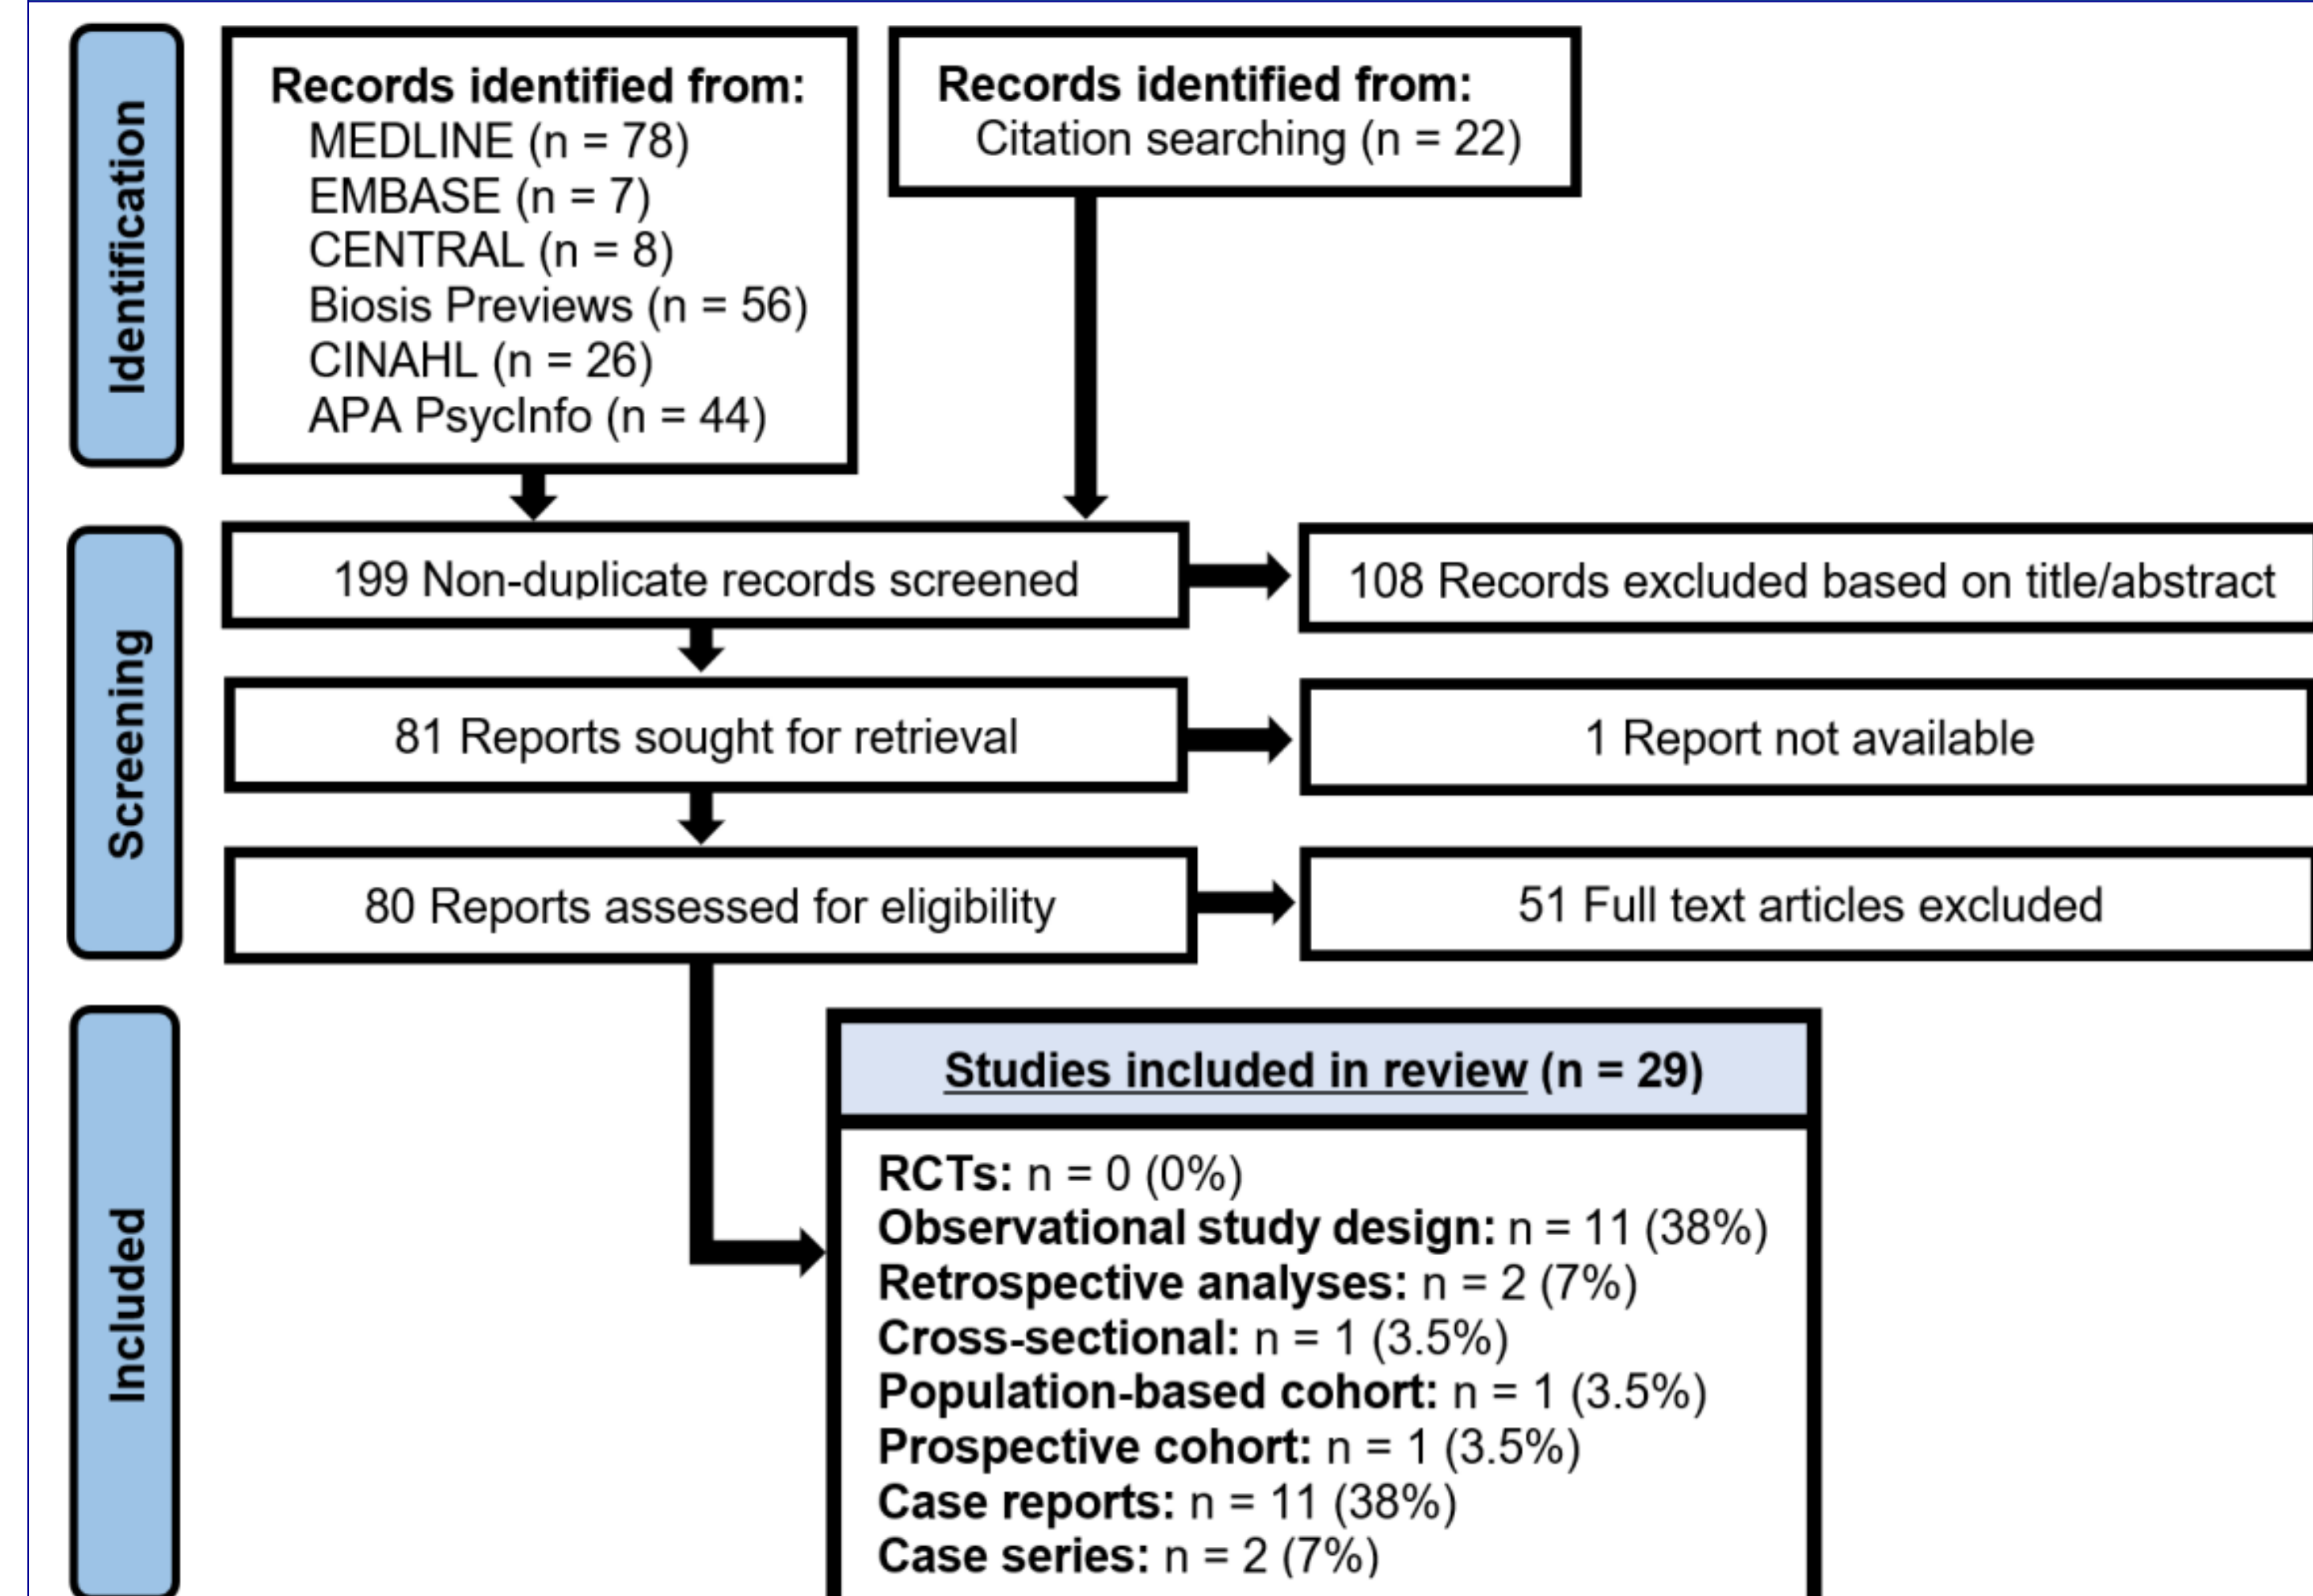 Identification
Records identified from:
MEDLINE (n = 78)
EMBASE (n = 7)
CENTRAL (n = 8)
Biosis Previews (n = 56)
CINAHL (n = 26)
APA PsycInfo (n = 44)
Records identified from:
Citation searching (n = 22)
Screening
199 Non-duplicate records screened
108 Records excluded based on title/abstract
81 Reports sought for retrieval
1 Report not available
80 Reports assessed for eligibility
51 Full text articles excluded
Included
Studies included in review (n = 29)
RCTs: n = 0 (0%)
Observational study design: n = 11 (38%)
Retrospective analyses: n = 2 (7%)
Cross-sectional: n = 1 (3.5%)
Population-based cohort: n = 1 (3.5%)
Prospective cohort: n = 1 (3.5%)
Case reports: n = 11 (38%)
Case series: n = 2 (7%)